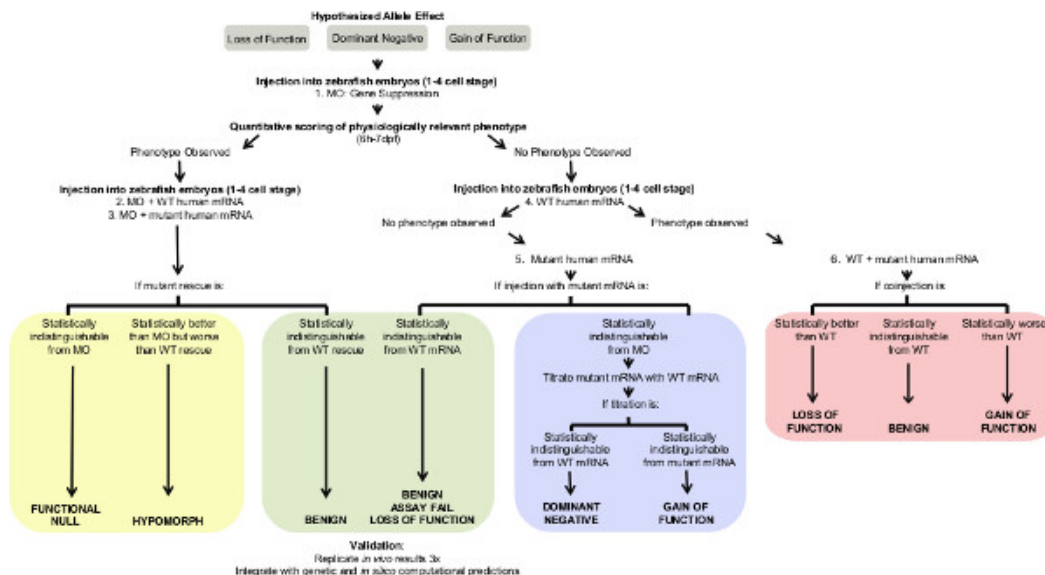 Hypothesized Allele Effect
Loss of Function
Dominant Negative
Gain of Function
Injection into zebrafish embryos (1-4 cell stage)
1. MO: Gene Suppression
Quantitative scoring of physiologically relevant phenotype
(6h-7dpf)
Phenotype Observed
No Phenotype Observed
Injection into zebrafish embryos (1-4 cell stage)
2. MO + WT human mRNA
3. MO + mutant human mRNA
Injection into zebrafish embryos (1-4 cell stage)
4. WT human mRNA
No phenotype observed
Phenotype observed
5. Mutant human mRNA
6. WT + mutant human mRNA
If mutant rescue is:
If injection with mutant mRNA is:
If coinjection is:
Statistically
indistinguishable
from MO
Statistically better
than MO but worse
than WT rescue
Statistically
indistinguishable
from WT rescue
Statistically
indistinguishable
from WT mRNA
Statistically
indistinguishable
from MO
Titrate mutant mRNA with WT mRNA
If titration is:
Statistically
indistinguishable
from WT mRNA
Statistically
indistinguishable
from mutant mRNA
Statistically better
than WT
Statistically
indistinguishable
from WT
Statistically worse
than WT
FUNCTIONAL
NULL
HYPOMORPH
BENIGN
BENIGN
ASSAY FAIL
LOSS OF FUNCTION
DOMINANT
NEGATIVE
GAIN OF
FUNCTION
LOSS OF
FUNCTION
BENIGN
GAIN OF
FUNCTION
Validation:
Replicate in vivo results 3x
Integrate with genetic and in silico computational predictions